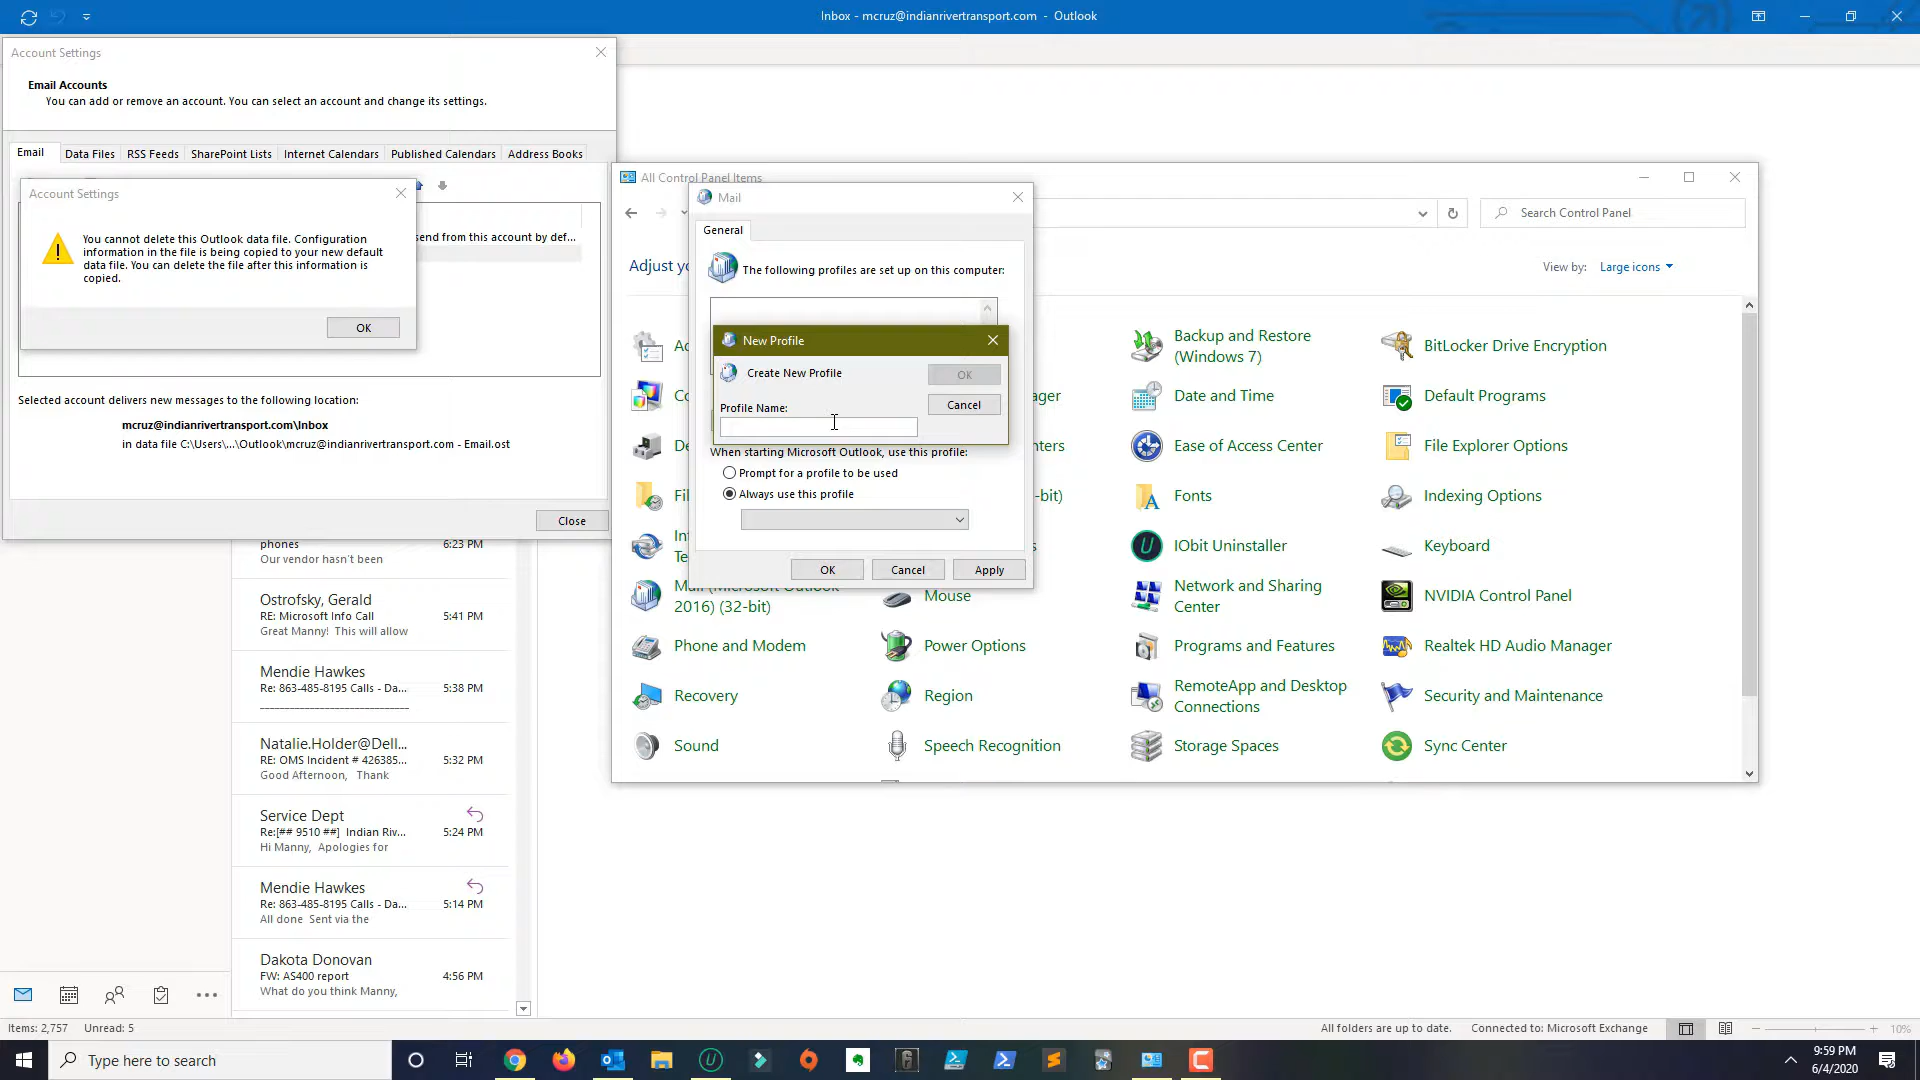 Inbox - mcruz@indianrivertransport.com - Outlook
Account Settings
Email Accounts
You can add or remove an account. You can select an account and change its settings.
Email
Data Files
RSS Feeds
SharePoint Lists
Internet Calendars
Published Calendars
Address Books
Account Settings
You cannot delete this Outlook data file. Configuration
information in the file is being copied to your new default
data file. You can delete the file after this information is
copied.
OK
send from this account by def...
Selected account delivers new messages to the following location:
mcruz@indianrivertransport.com\Inbox
in data file C:\Users\...\Outlook\mcruz@indianrivertransport.com - Email.ost
Close
phones 6:23 PM
Our vendor hasn't been
Ostrofsky, Gerald
RE: Microsoft Info Call 5:41 PM
Great Manny! This will allow
Mendie Hawkes
Re: 863-485-8195 Calls - Da... 5:38 PM
Natalie.Holder@Dell...
RE: OMS Incident # 426385... 5:32 PM
Good Afternoon, Thank
Service Dept
Re:[## 9510 ##] Indian Riv... 5:24 PM
Hi Manny, Apologies for
Mendie Hawkes
Re: 863-485-8195 Calls - Da... 5:14 PM
All done Sent via the
Dakota Donovan
FW: AS400 report 4:56 PM
What do you think Manny,
All Control Panel Items
Search Control Panel
View by: Large icons
Mail
General
The following profiles are set up on this computer:
New Profile
Create New Profile
OK
Profile Name:
Cancel
When starting Microsoft Outlook, use this profile:
Prompt for a profile to be used
Always use this profile
OK
Cancel
Apply
Adjust yo
Backup and Restore
(Windows 7)
BitLocker Drive Encryption
Date and Time
Default Programs
Ease of Access Center
File Explorer Options
-bit)
Fonts
Indexing Options
IObit Uninstaller
Keyboard
2016) (32-bit)
Mouse
Network and Sharing
Center
NVIDIA Control Panel
Phone and Modem
Power Options
Programs and Features
Realtek HD Audio Manager
Recovery
Region
RemoteApp and Desktop
Connections
Security and Maintenance
Sound
Speech Recognition
Storage Spaces
Sync Center
Items: 2,757 Unread: 5
All folders are up to date. Connected to: Microsoft Exchange
10%
Type here to search
9:59 PM
6/4/2020